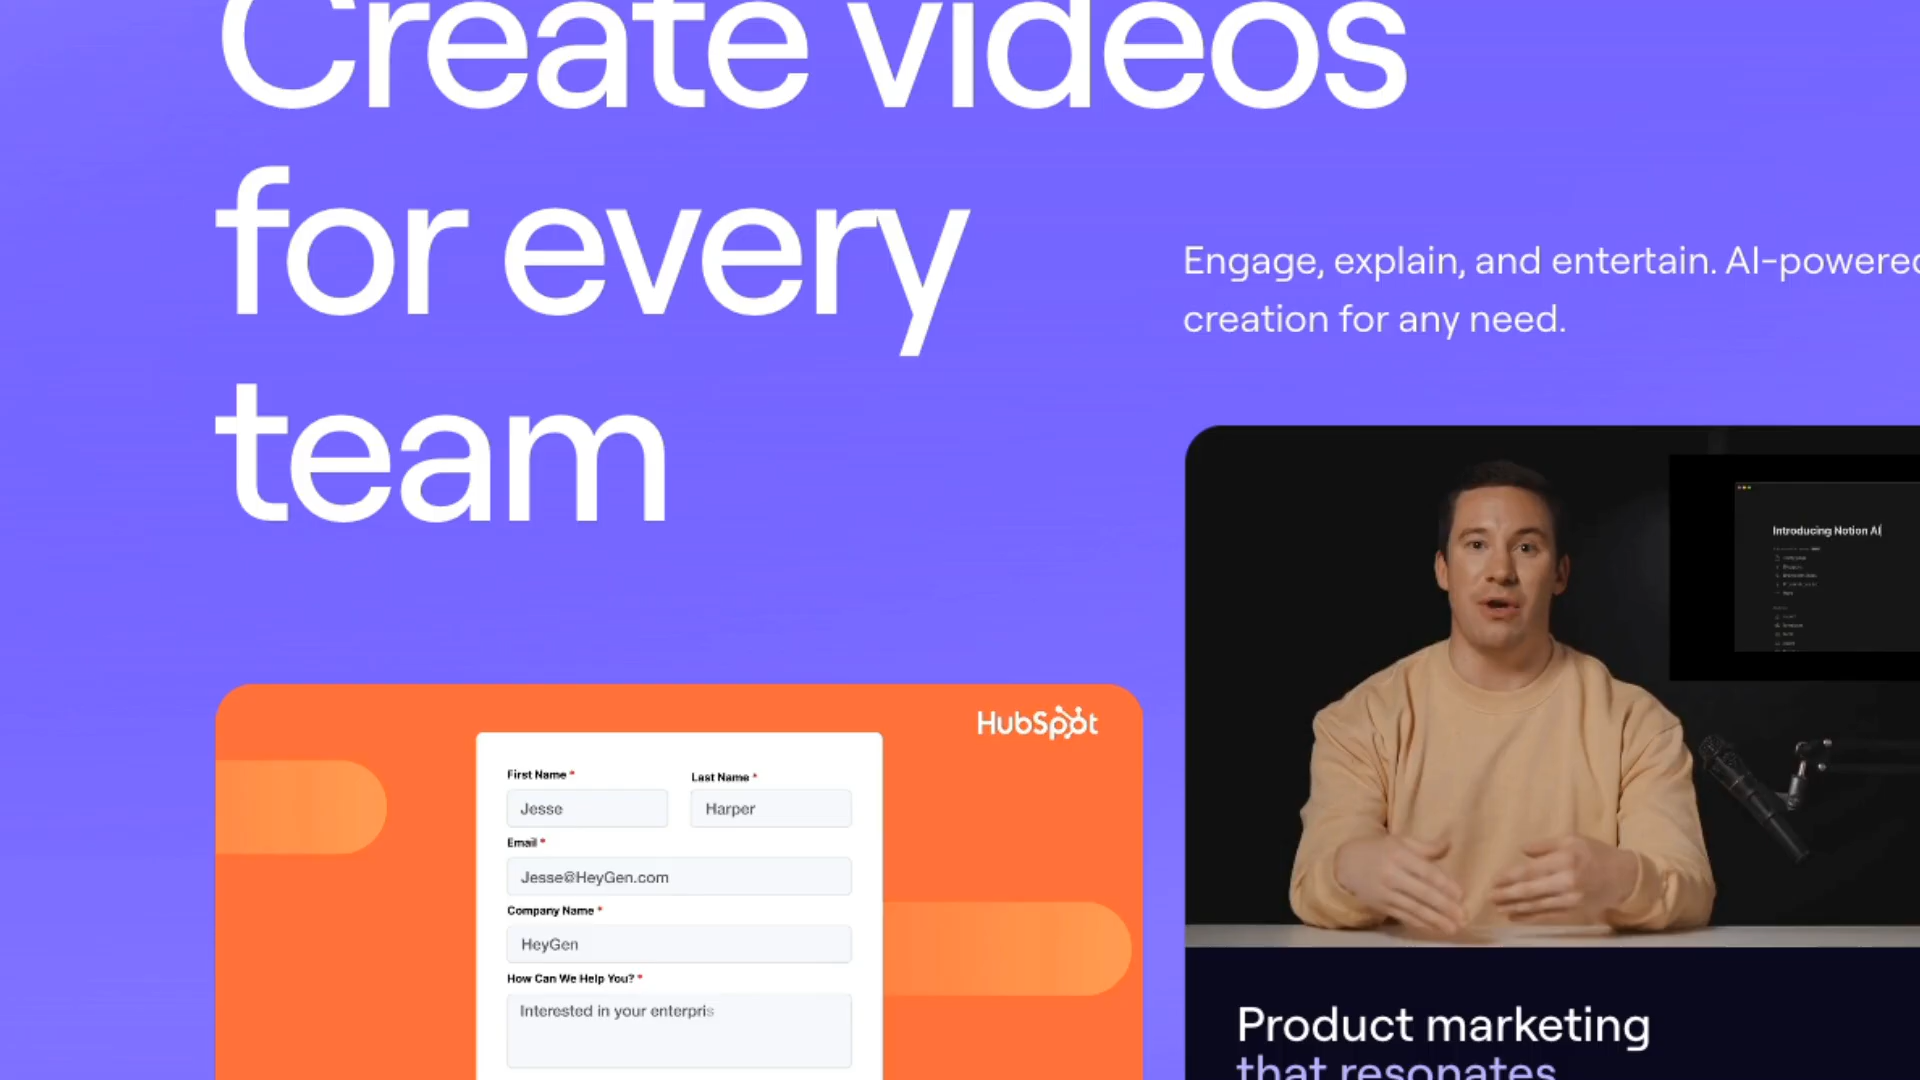 Create videos
for every
team
Engage, explain, and entertain. AI-powered
creation for any need.
Introducing Notion AI
HubSpot
First Name *
Last Name *
Jesse
Harper
Email *
Jesse@HeyGen.com
Company Name *
HeyGen
How Can We Help You? *
Interested in your enterpris
Product marketing
that resonates